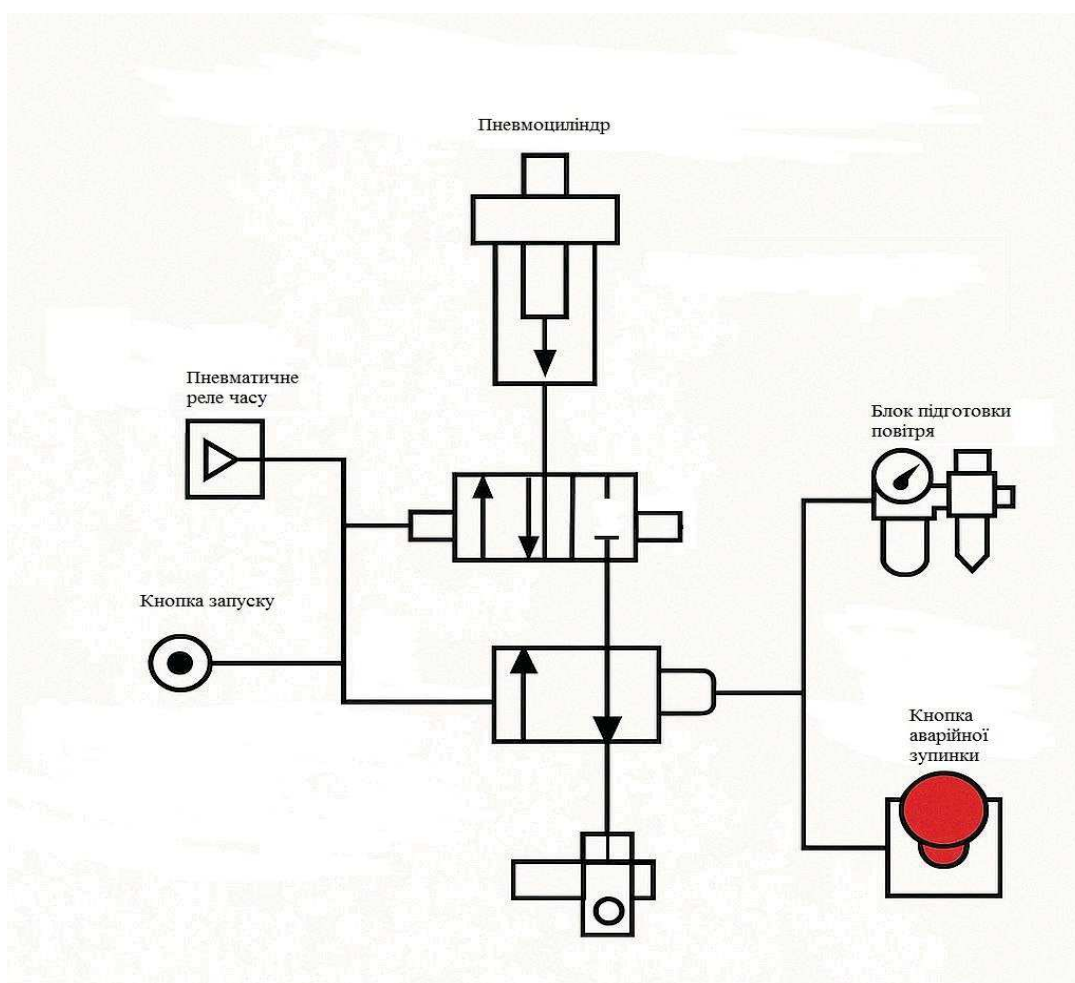 Пневмоциліндр
Пневматичне
реле часу
Блок підготовки
повітря
Кнопка запуску
Кнопка
аварійної
зупинки